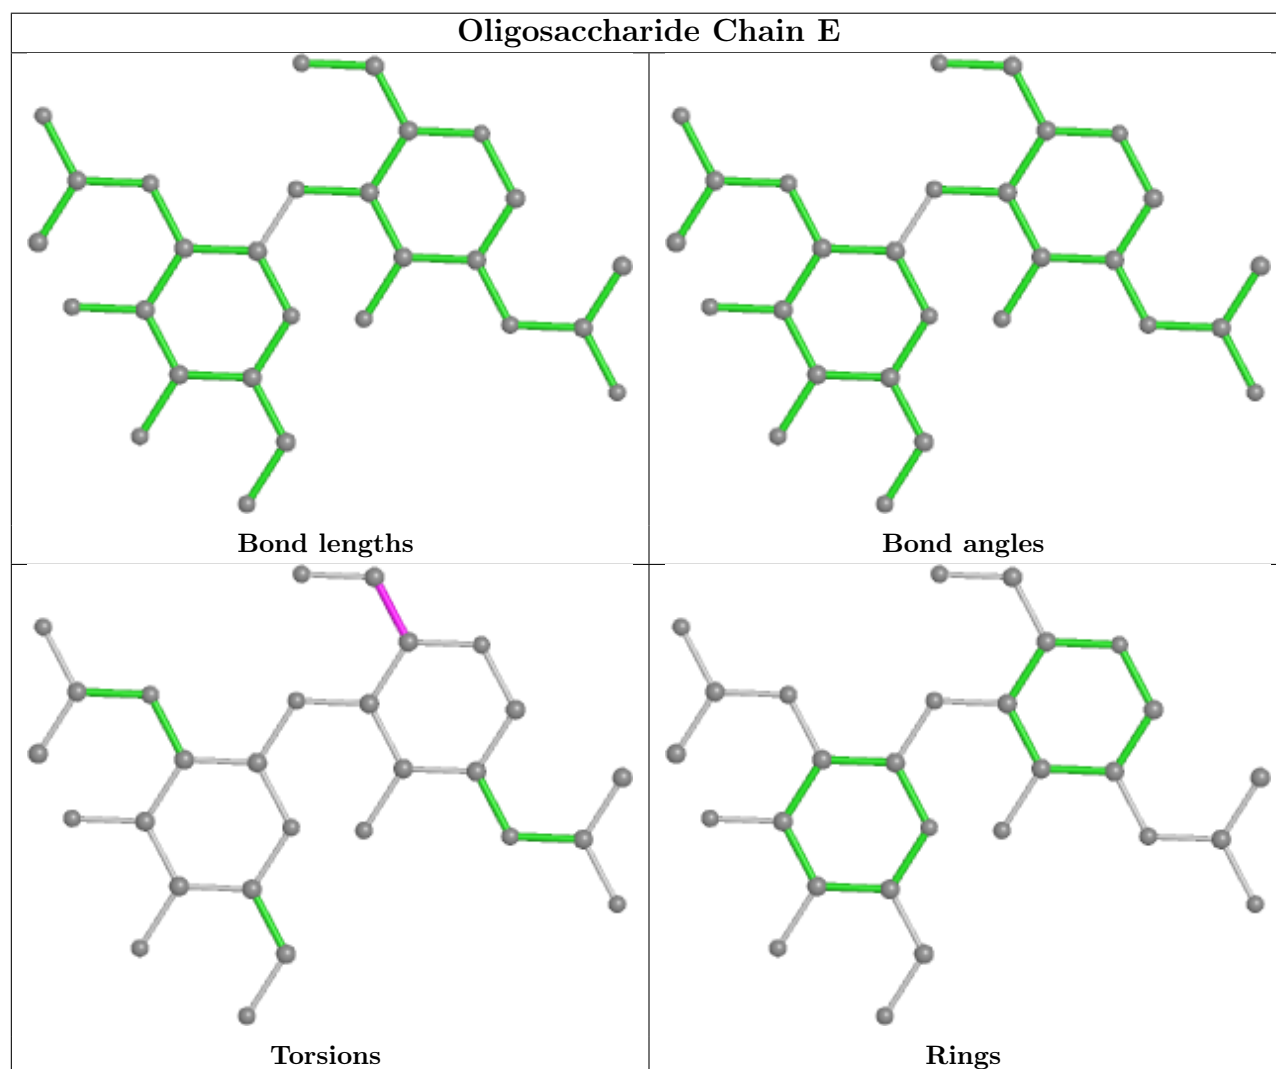 Oligosaccharide Chain E
Bond lengths
Bond angles
Torsions
Rings